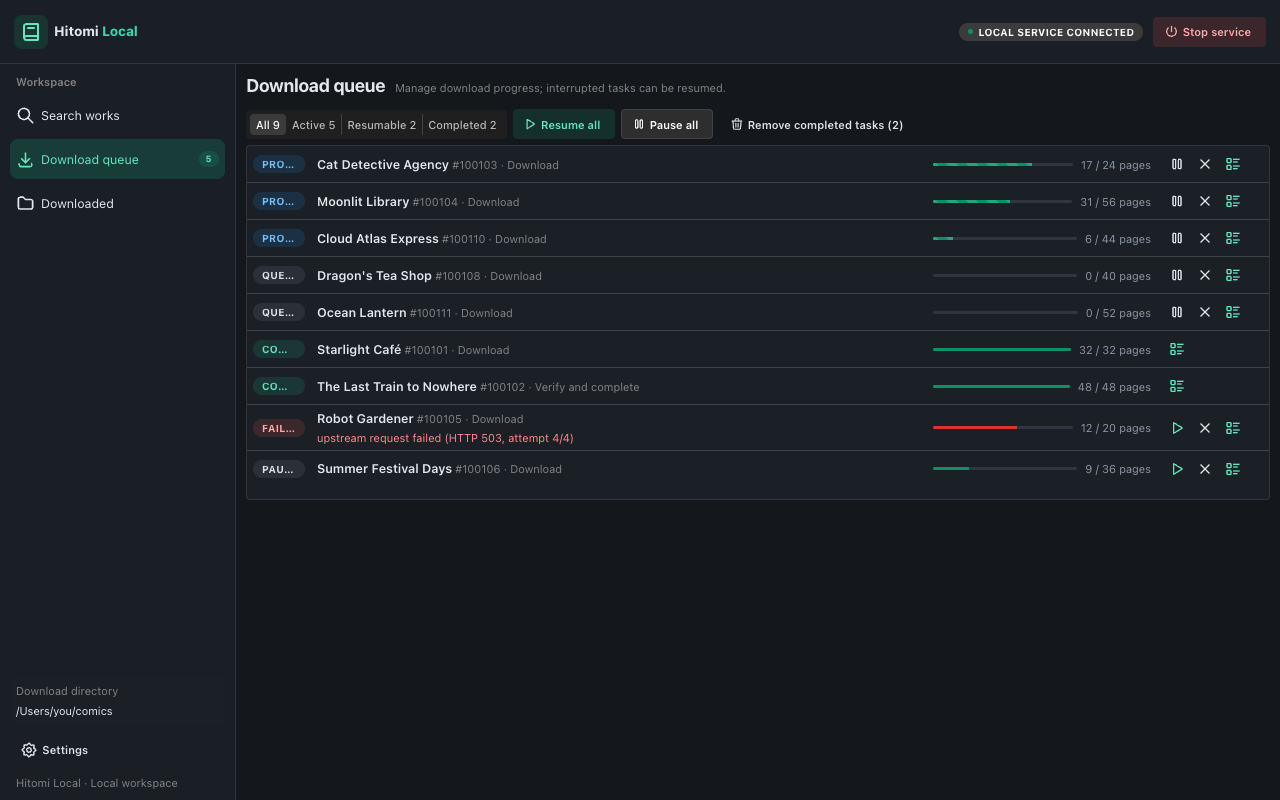 Hitomi Local
LOCAL SERVICE CONNECTED
Stop service
Workspace
Search works
Download queue 5
Downloaded
Download directory
/Users/you/comics
Settings
Hitomi Local · Local workspace
Download queue Manage download progress; interrupted tasks can be resumed.
All 9 Active 5 Resumable 2 Completed 2 Resume all Pause all Remove completed tasks (2)
PRO... Cat Detective Agency #100103 · Download 17 / 24 pages
PRO... Moonlit Library #100104 · Download 31 / 56 pages
PRO... Cloud Atlas Express #100110 · Download 6 / 44 pages
QUE... Dragon's Tea Shop #100108 · Download 0 / 40 pages
QUE... Ocean Lantern #100111 · Download 0 / 52 pages
CO... Starlight Café #100101 · Download 32 / 32 pages
CO... The Last Train to Nowhere #100102 · Verify and complete 48 / 48 pages
FAIL... Robot Gardener #100105 · Download 12 / 20 pages
upstream request failed (HTTP 503, attempt 4/4)
PAU... Summer Festival Days #100106 · Download 9 / 36 pages